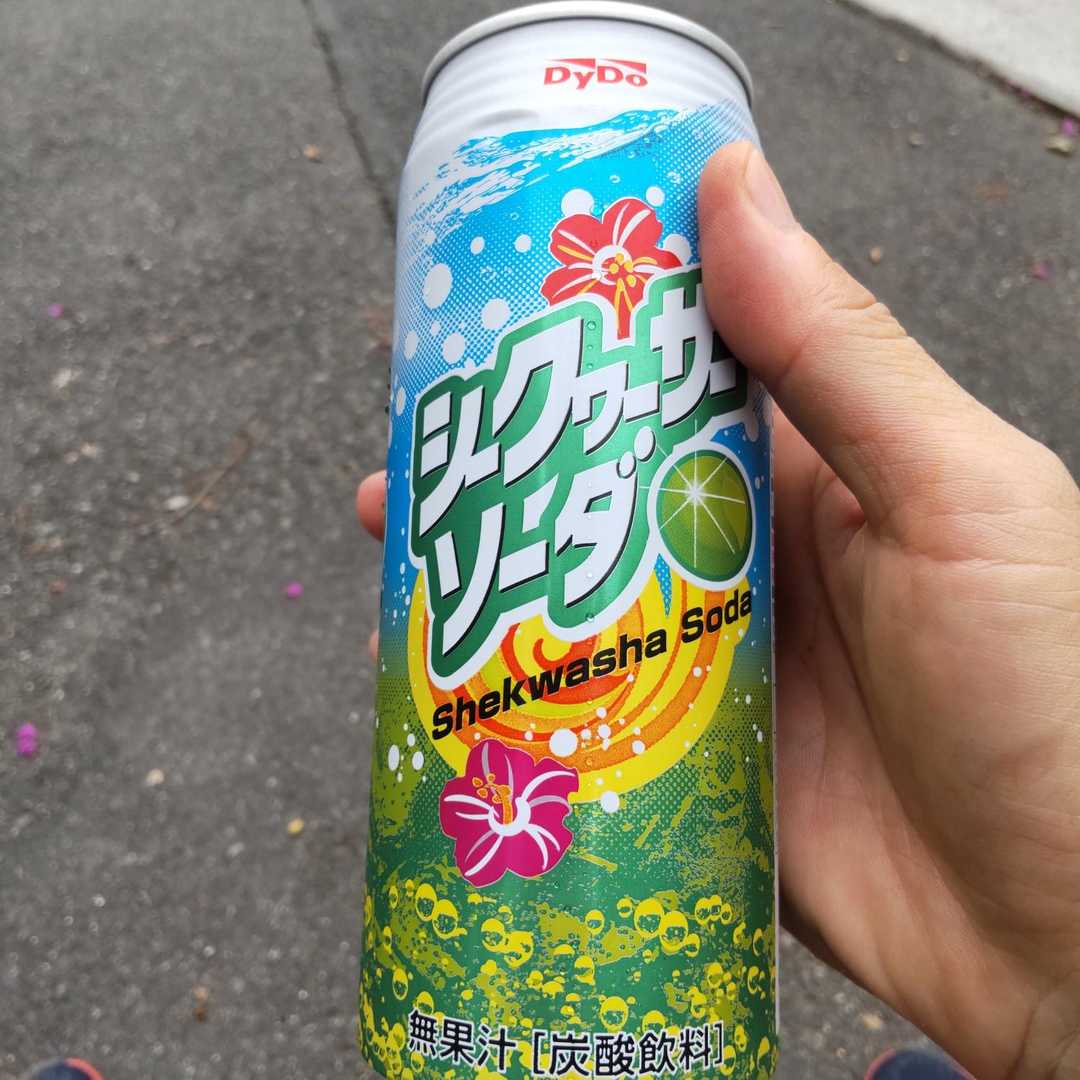 DyDo
シークヮーサー
ソーダ
Shekwasha Soda
無果汁 [炭酸飲料]